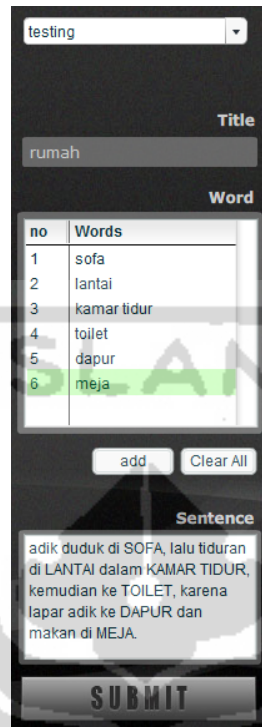 testing
Title
rumah
Word
no Words
1 sofa
2 lantai
3 kamar tidur
4 toilet
5 dapur
6 meja
add Clear All
Sentence
adik duduk di SOFA, lalu tiduran
di LANTAI dalam KAMAR TIDUR,
kemudian ke TOILET, karena
lapar adik ke DAPUR dan
makan di MEJA.
SUBMIT